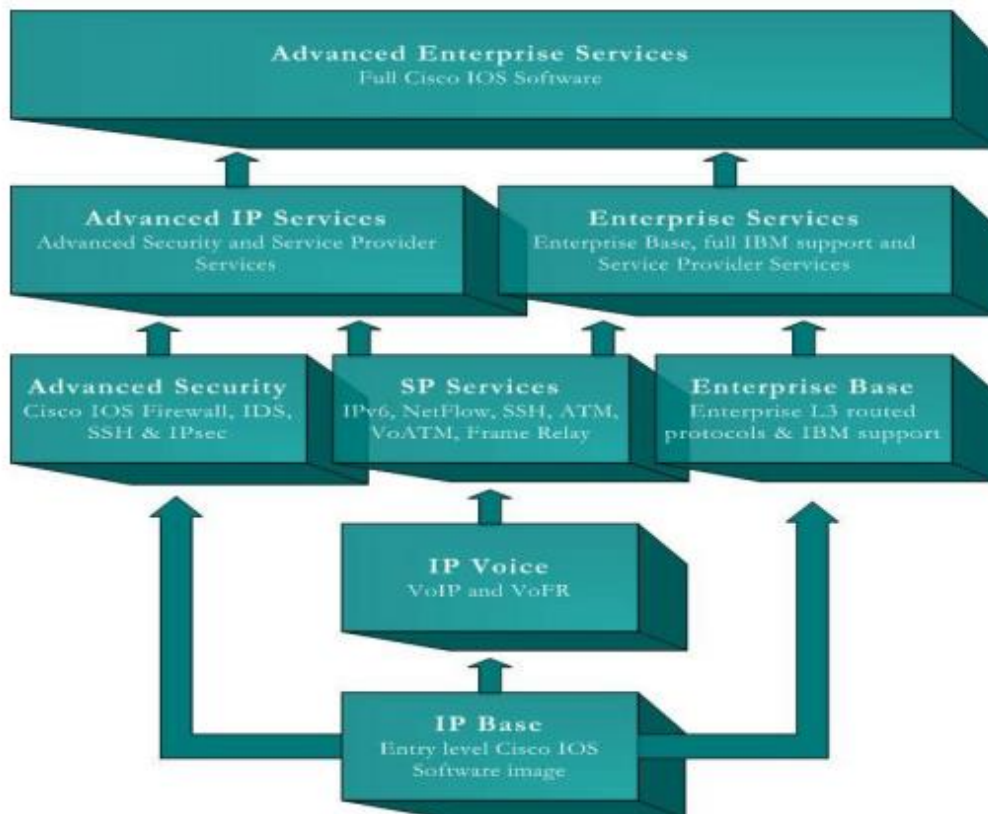 Advanced Enterprise Services
Full Cisco IOS Software
Advanced IP Services
Advanced Security and Service Provider
Services
Enterprise Services
Enterprise Base, full IBM support and
Service Provider Services
Advanced Security
Cisco IOS Firewall, IDS,
SSH & IPsec
SP Services
IPv6, NetFlow, SSH, ATM,
VoATM, Frame Relay
Enterprise Base
Enterprise L3 routed
protocols & IBM support
IP Voice
VoIP and VoFR
IP Base
Entry level Cisco IOS
Software image